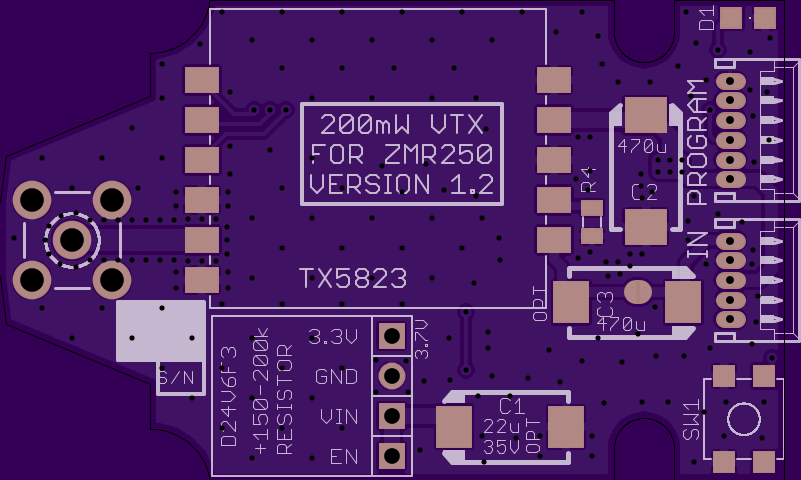 D1
200mW VTX
FOR ZMR250
VERSION 1.2
PROGRAM
470u
C2
R4
IN
TX5823
OPT
C3
470u
S/N
D24V6F3
+150-200k
RESISTOR
3.3V
3.7V
GND
VIN
EN
C1
22u
35V
OPT
SW1